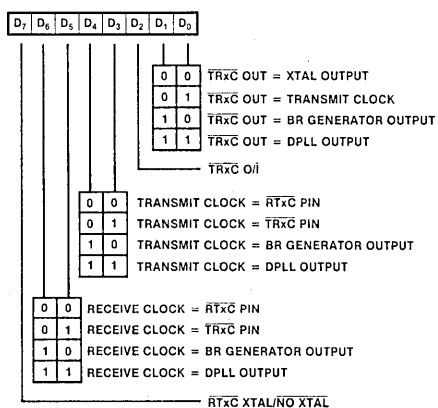 D7 D6 D5 D4 D3 D2 D1 D0
0 0 TRxC OUT = XTAL OUTPUT
0 1 TRxC OUT = TRANSMIT CLOCK
1 0 TRxC OUT = BR GENERATOR OUTPUT
1 1 TRxC OUT = DPLL OUTPUT
TRxC O/I
0 0 TRANSMIT CLOCK = RTxC PIN
0 1 TRANSMIT CLOCK = TRxC PIN
1 0 TRANSMIT CLOCK = BR GENERATOR OUTPUT
1 1 TRANSMIT CLOCK = DPLL OUTPUT
0 0 RECEIVE CLOCK = RTxC PIN
0 1 RECEIVE CLOCK = TRxC PIN
1 0 RECEIVE CLOCK = BR GENERATOR OUTPUT
1 1 RECEIVE CLOCK = DPLL OUTPUT
RTxC XTAL/NO XTAL